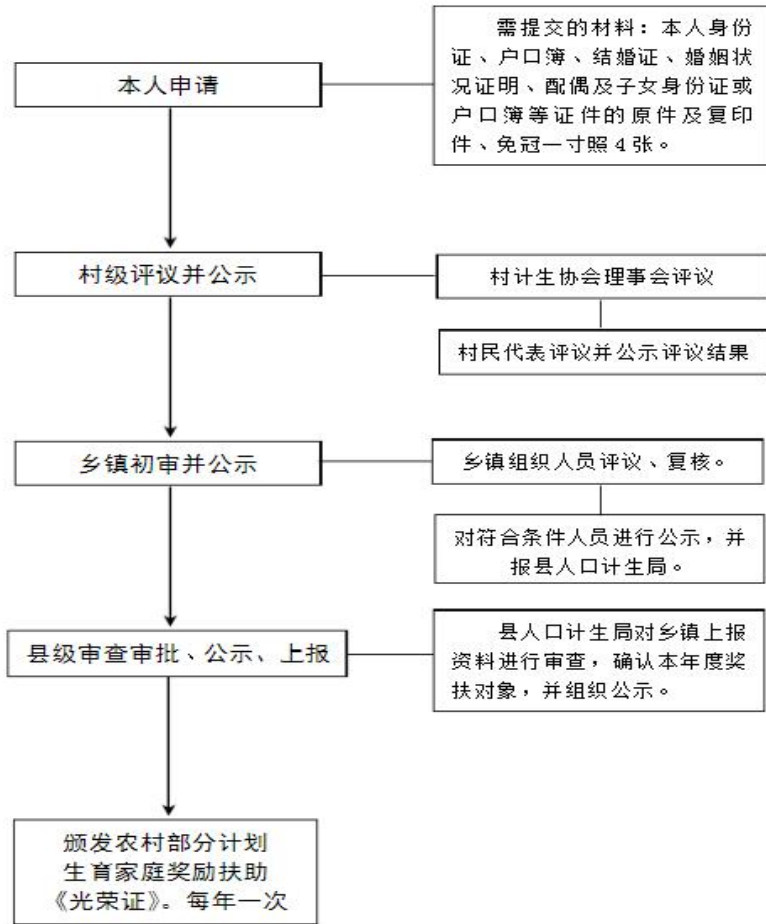 需提交的材料：本人身份
证、户口簿、结婚证、婚姻状
况证明、配偶及子女身份证或
户口簿等证件的原件及复印
件、免冠一寸照4张。
本人申请
村级评议并公示
村计生协会理事会评议
村民代表评议并公示评议结果
乡镇初审并公示
乡镇组织人员评议、复核。
对符合条件人员进行公示，并
报县人口计生局。
县级审查审批、公示、上报
县人口计生局对乡镇上报
资料进行审查，确认本年度奖
扶对象，并组织公示。
颁发农村部分计划
生育家庭奖励扶助
《光荣证》。每年一次